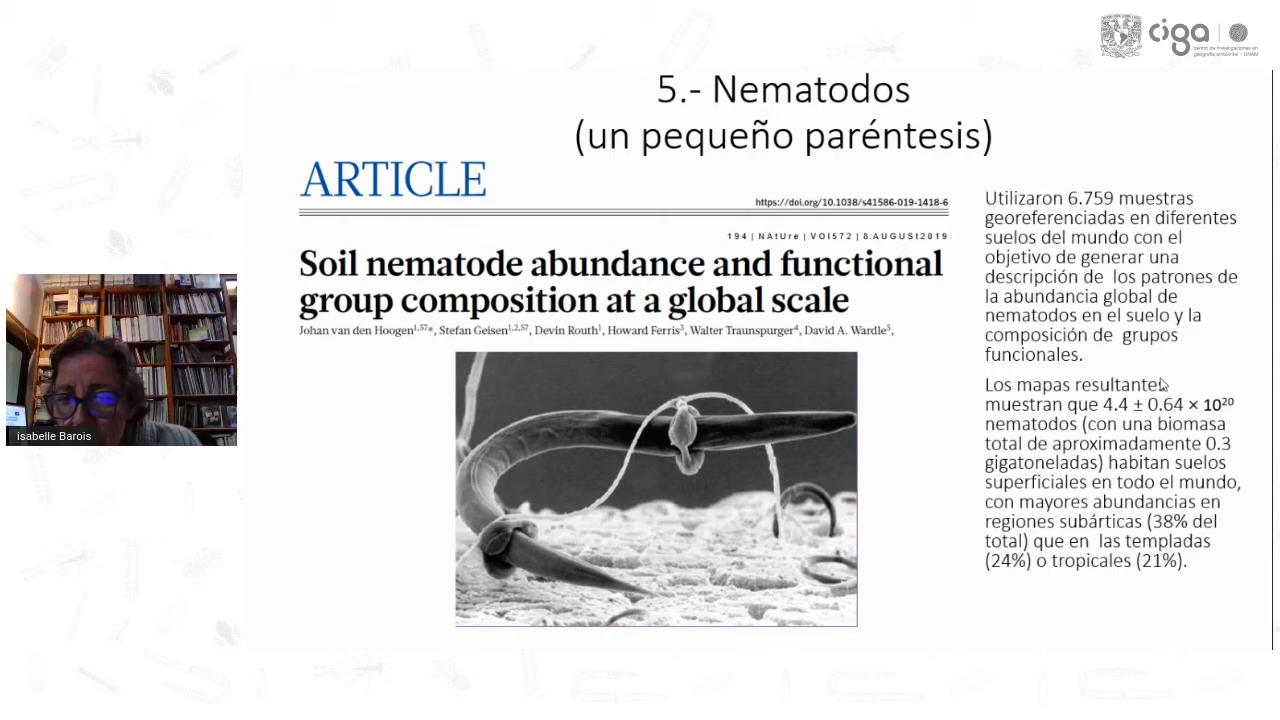 ciga
centro de investigaciones en
geografía ambiental - UNAM
5.- Nematodos
(un pequeño paréntesis)
ARTICLE
https://doi.org/10.1038/s41586-019-1418-6
194 | NAtUre | VOl572 | 8 AUGUSt2019
Soil nematode abundance and functional
group composition at a global scale
Johan van den Hoogen1,57*, Stefan Geisen1,2,57, Devin Routh1, Howard Ferris3, Walter Traunspurger4, David A. Wardle5,
Utilizaron 6.759 muestras
georeferenciadas en diferentes
suelos del mundo con el
objetivo de generar una
descripción de los patrones de
la abundancia global de
nematodos en el suelo y la
composición de grupos
funcionales.
Los mapas resultantes
muestran que 4.4 ± 0.64 × 10²⁰
nematodos (con una biomasa
total de aproximadamente 0.3
gigatoneladas) habitan suelos
superficiales en todo el mundo,
con mayores abundancias en
regiones subárticas (38% del
total) que en las templadas
(24%) o tropicales (21%).
isabelle Barois